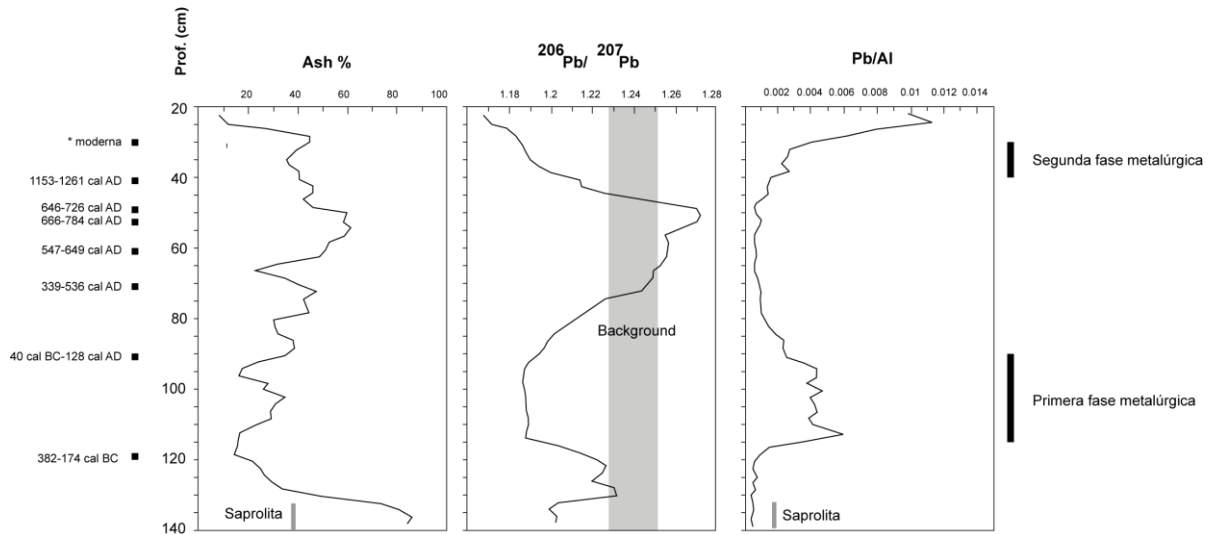 Prof. (cm)
Ash %
206Pb/ 207Pb
Pb/Al
20 40 60 80 100
1.18 1.2 1.22 1.24 1.26 1.28
0.002 0.004 0.006 0.008 0.01 0.012 0.014
20
40
60
80
100
120
140
* moderna
1153-1261 cal AD
646-726 cal AD
666-784 cal AD
547-649 cal AD
339-536 cal AD
40 cal BC-128 cal AD
382-174 cal BC
Saprolita
Background
Saprolita
Segunda fase metalúrgica
Primera fase metalúrgica